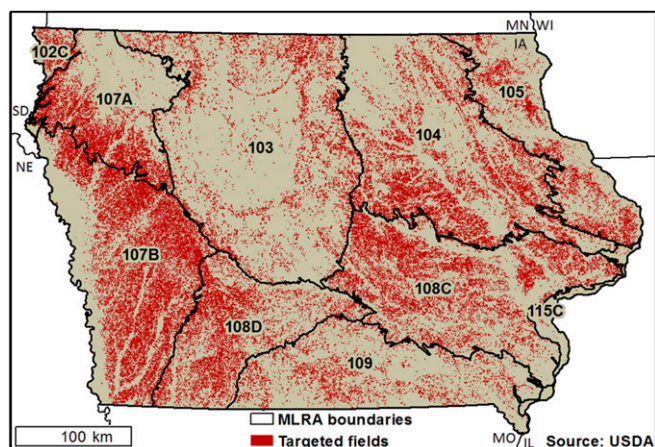 MN WI
102C
IA
107A
105
SD
104
103
NE
107B
108C
115C
108D
109
100 km
MLRA boundaries
Targeted fields
MO IL
Source: USDA